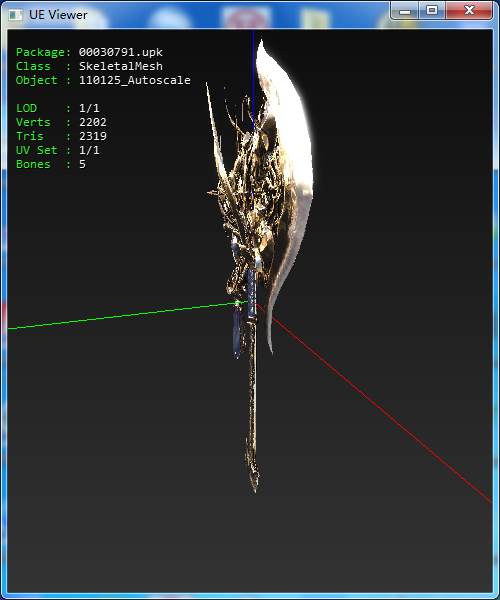 UE Viewer
Package: 00030791.upk
Class : SkeletalMesh
Object : 110125_Autoscale
LOD : 1/1
Verts : 2202
Tris : 2319
UV Set : 1/1
Bones : 5